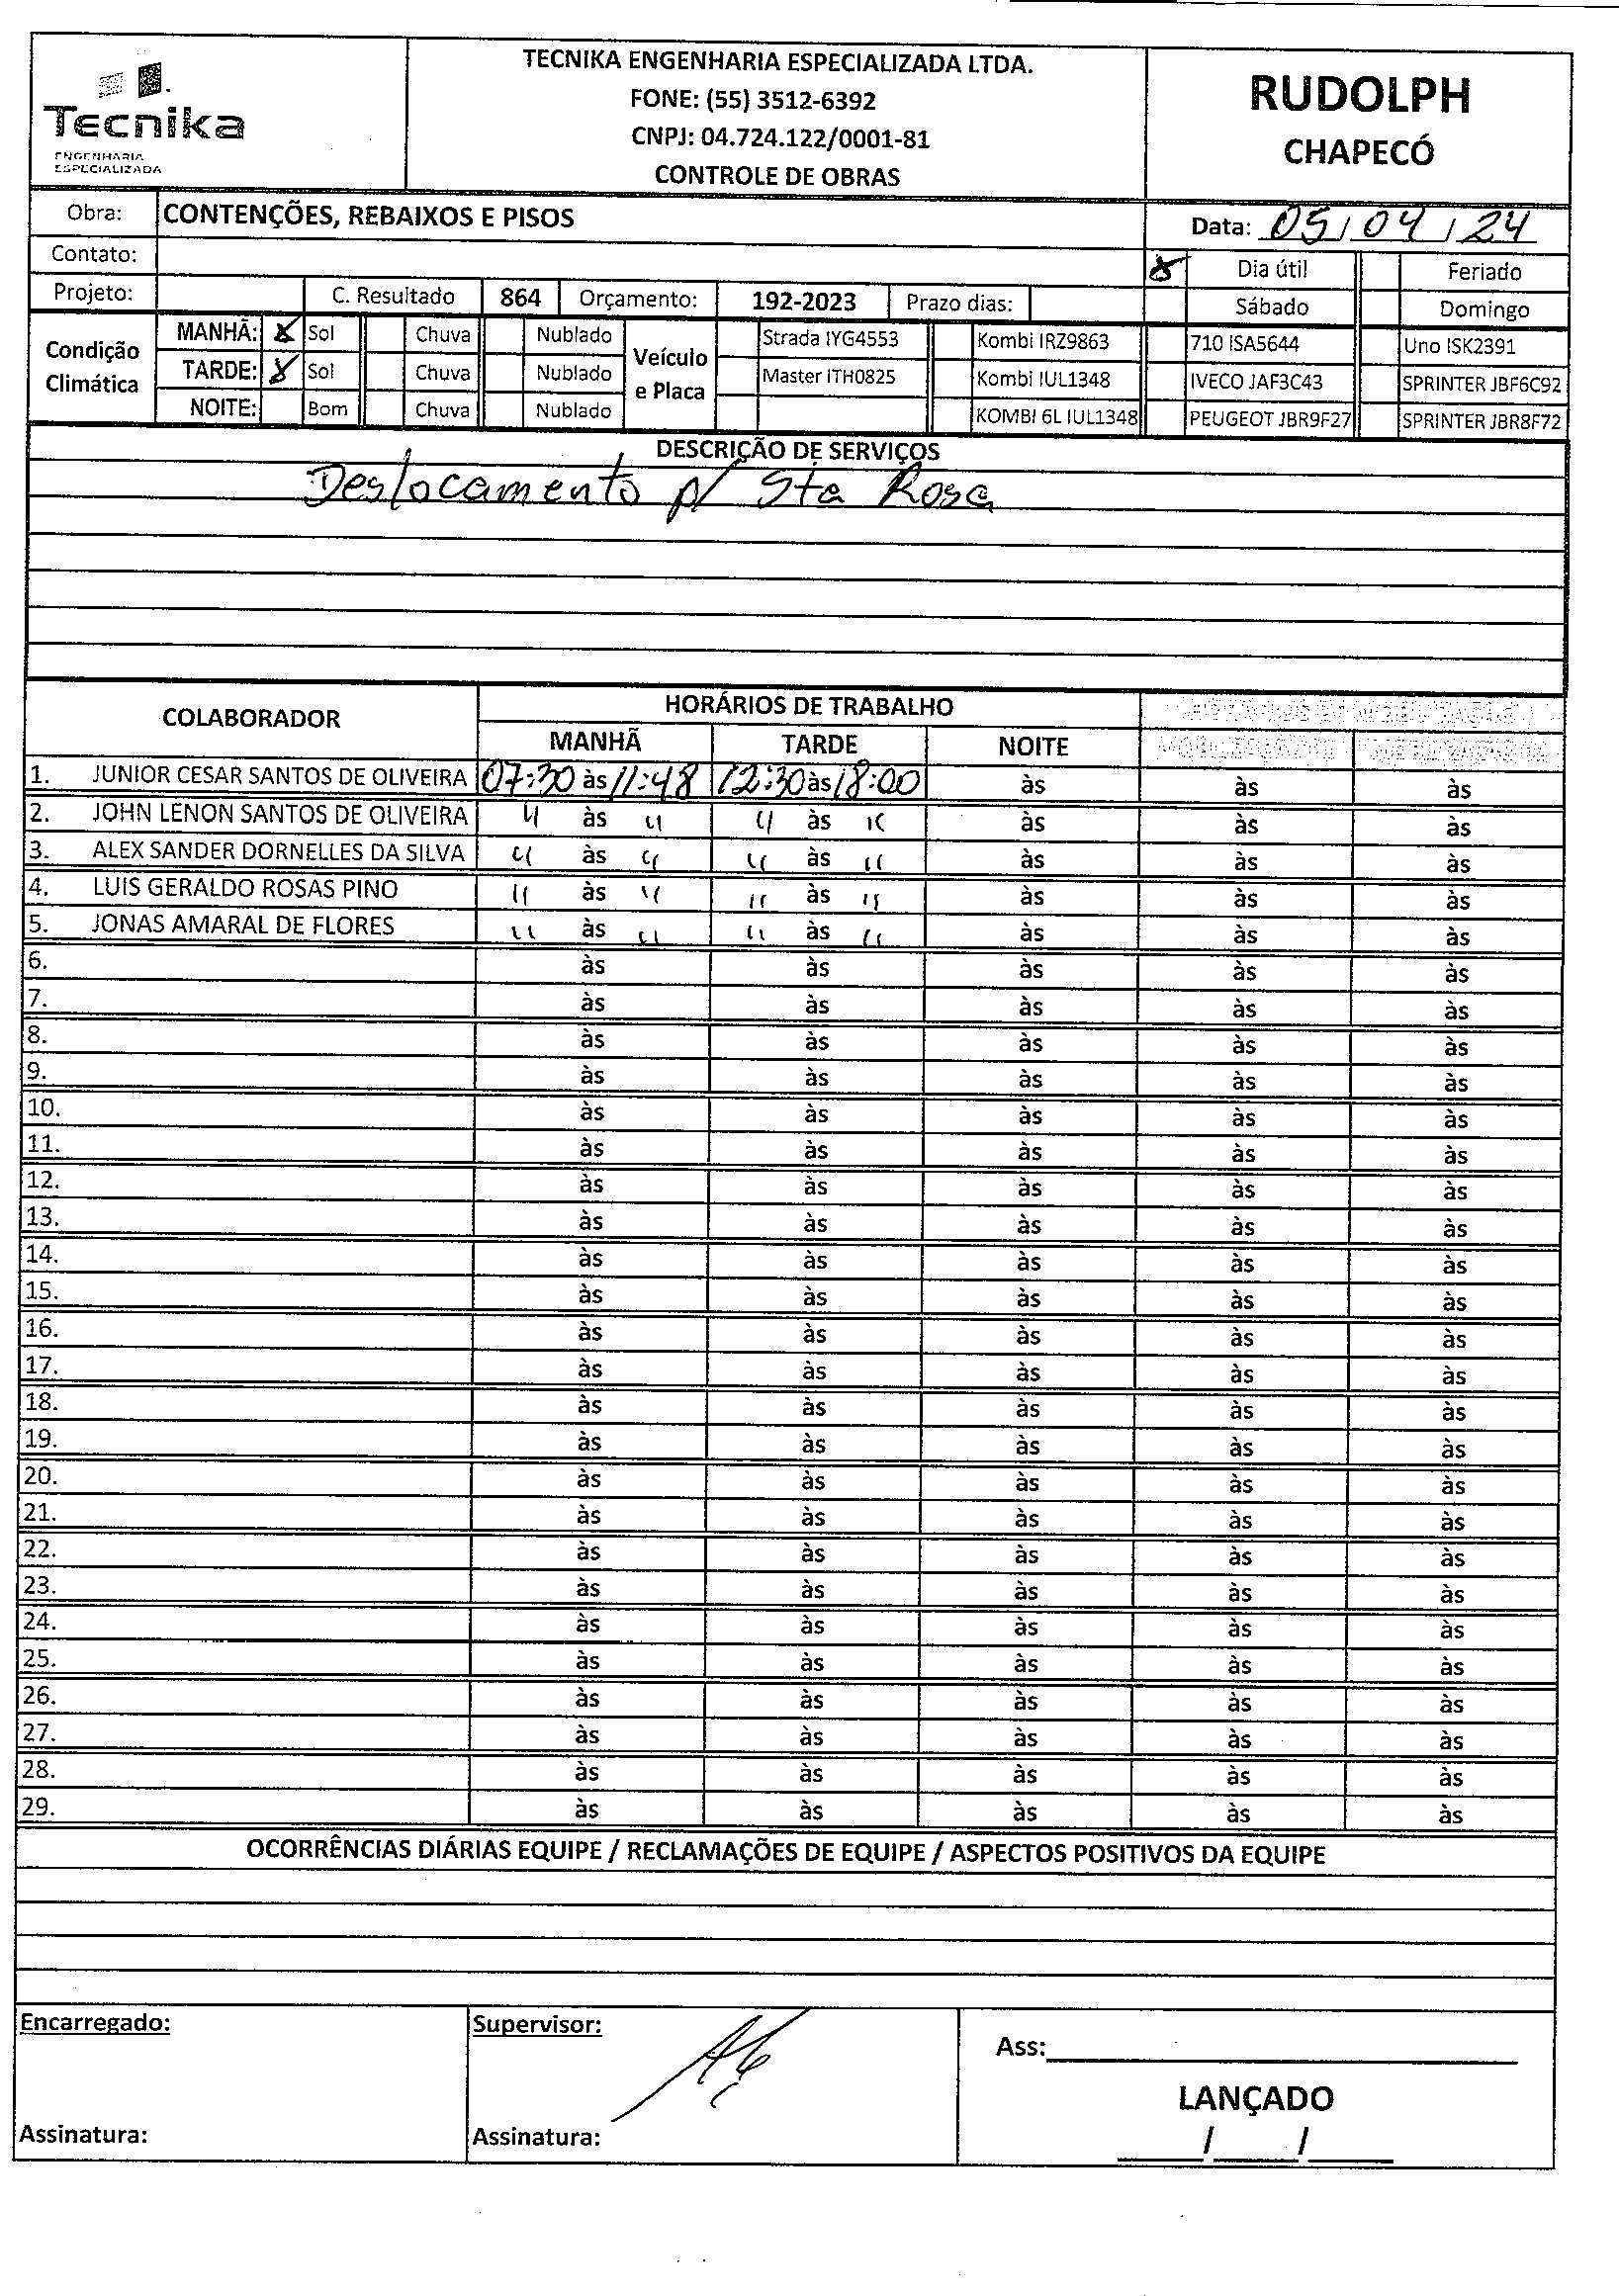 Tecnika
ENGENHARIA
ESPECIALIZADA
TECNIKA ENGENHARIA ESPECIALIZADA LTDA.
FONE: (55) 3512-6392
CNPJ: 04.724.122/0001-81
CONTROLE DE OBRAS
RUDOLPH
CHAPECÓ
Obra: CONTENÇÕES, REBAIXOS E PISOS
Data: 05/04/24
Contato:
X Dia útil Feriado
Projeto: C. Resultado 864 Orçamento: 192-2023 Prazo dias:
Sábado Domingo
Condição Climática
MANHÃ: X Sol Chuva Nublado
TARDE: X Sol Chuva Nublado
NOITE: Bom Chuva Nublado
Veículo e Placa
Strada IYG4553 Kombi IRZ9863 710 ISA5644 Uno ISK2391
Master ITH0825 Kombi IUL1348 IVECO JAF3C43 SPRINTER JBF6C92
KOMBI 6L IUL1348 PEUGEOT JBR9F27 SPRINTER JBR8F72
DESCRIÇÃO DE SERVIÇOS
Deslocamento p/ Sta Rosa
COLABORADOR HORÁRIOS DE TRABALHO
MANHÃ TARDE NOITE
1. JUNIOR CESAR SANTOS DE OLIVEIRA 07:30 às 11:48 12:30 às 18:00 às às às
2. JOHN LENON SANTOS DE OLIVEIRA " às " " às " às às às
3. ALEX SANDER DORNELLES DA SILVA " às " " às " às às às
4. LUIS GERALDO ROSAS PINO " às " " às " às às às
5. JONAS AMARAL DE FLORES " às " " às " às às às
6. às às às às às
7. às às às às às
8. às às às às às
9. às às às às às
10. às às às às às
11. às às às às às
12. às às às às às
13. às às às às às
14. às às às às às
15. às às às às às
16. às às às às às
17. às às às às às
18. às às às às às
19. às às às às às
20. às às às às às
21. às às às às às
22. às às às às às
23. às às às às às
24. às às às às às
25. às às às às às
26. às às às às às
27. às às às às às
28. às às às às às
29. às às às às às
OCORRÊNCIAS DIÁRIAS EQUIPE / RECLAMAÇÕES DE EQUIPE / ASPECTOS POSITIVOS DA EQUIPE
Encarregado:
Assinatura:
Supervisor:
Assinatura:
Ass:
LANÇADO
/ /